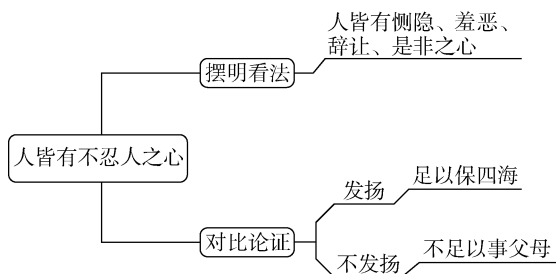 人皆有恻隐、羞恶、
辞让、是非之心
摆明看法
人皆有不忍人之心
足以保四海
发扬
对比论证
不足以事父母
不发扬